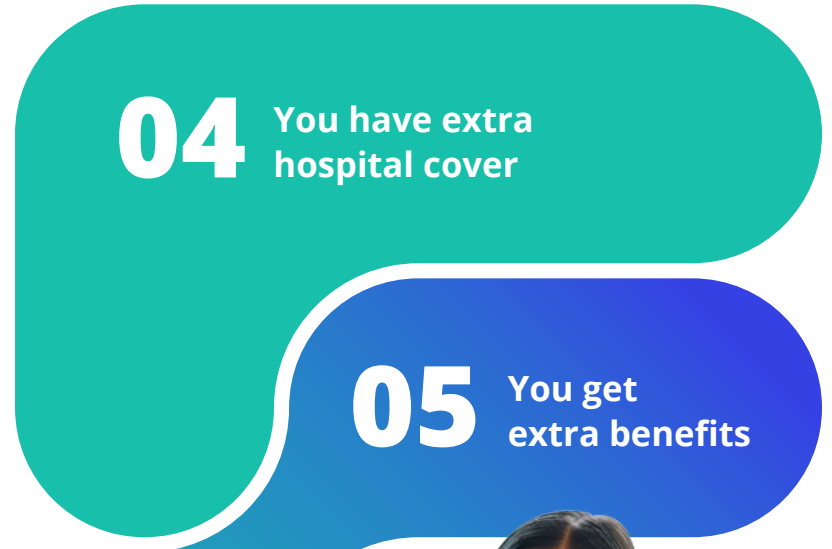 04
You have extra
hospital cover
05
You get
extra benefits